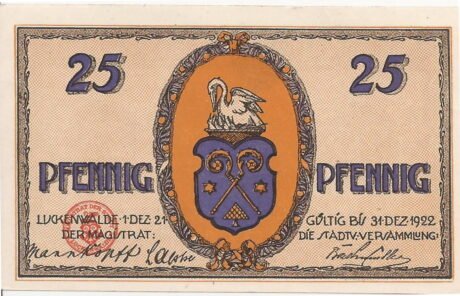 25 25
PFENNIG PFENNIG
LUCKENWALDE·1·DEZ·21
DER MAGISTRAT:
GÜLTIG BIS 31·DEZ·1922
DIE STADTV-VERSAMMLUNG: